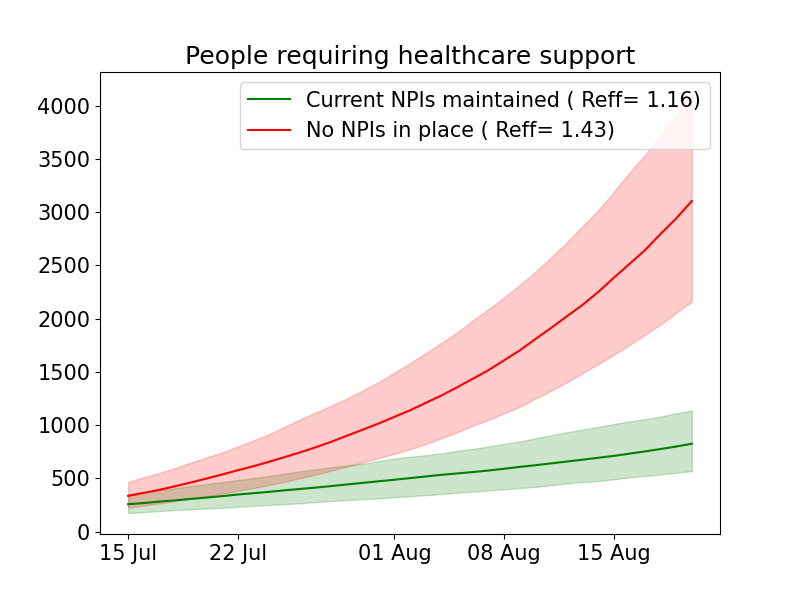 People requiring healthcare support
Current NPIs maintained ( Reff= 1.16)
No NPIs in place ( Reff= 1.43)
4000
3500
3000
2500
2000
1500
1000
500
0
15 Jul
22 Jul
01 Aug
08 Aug
15 Aug